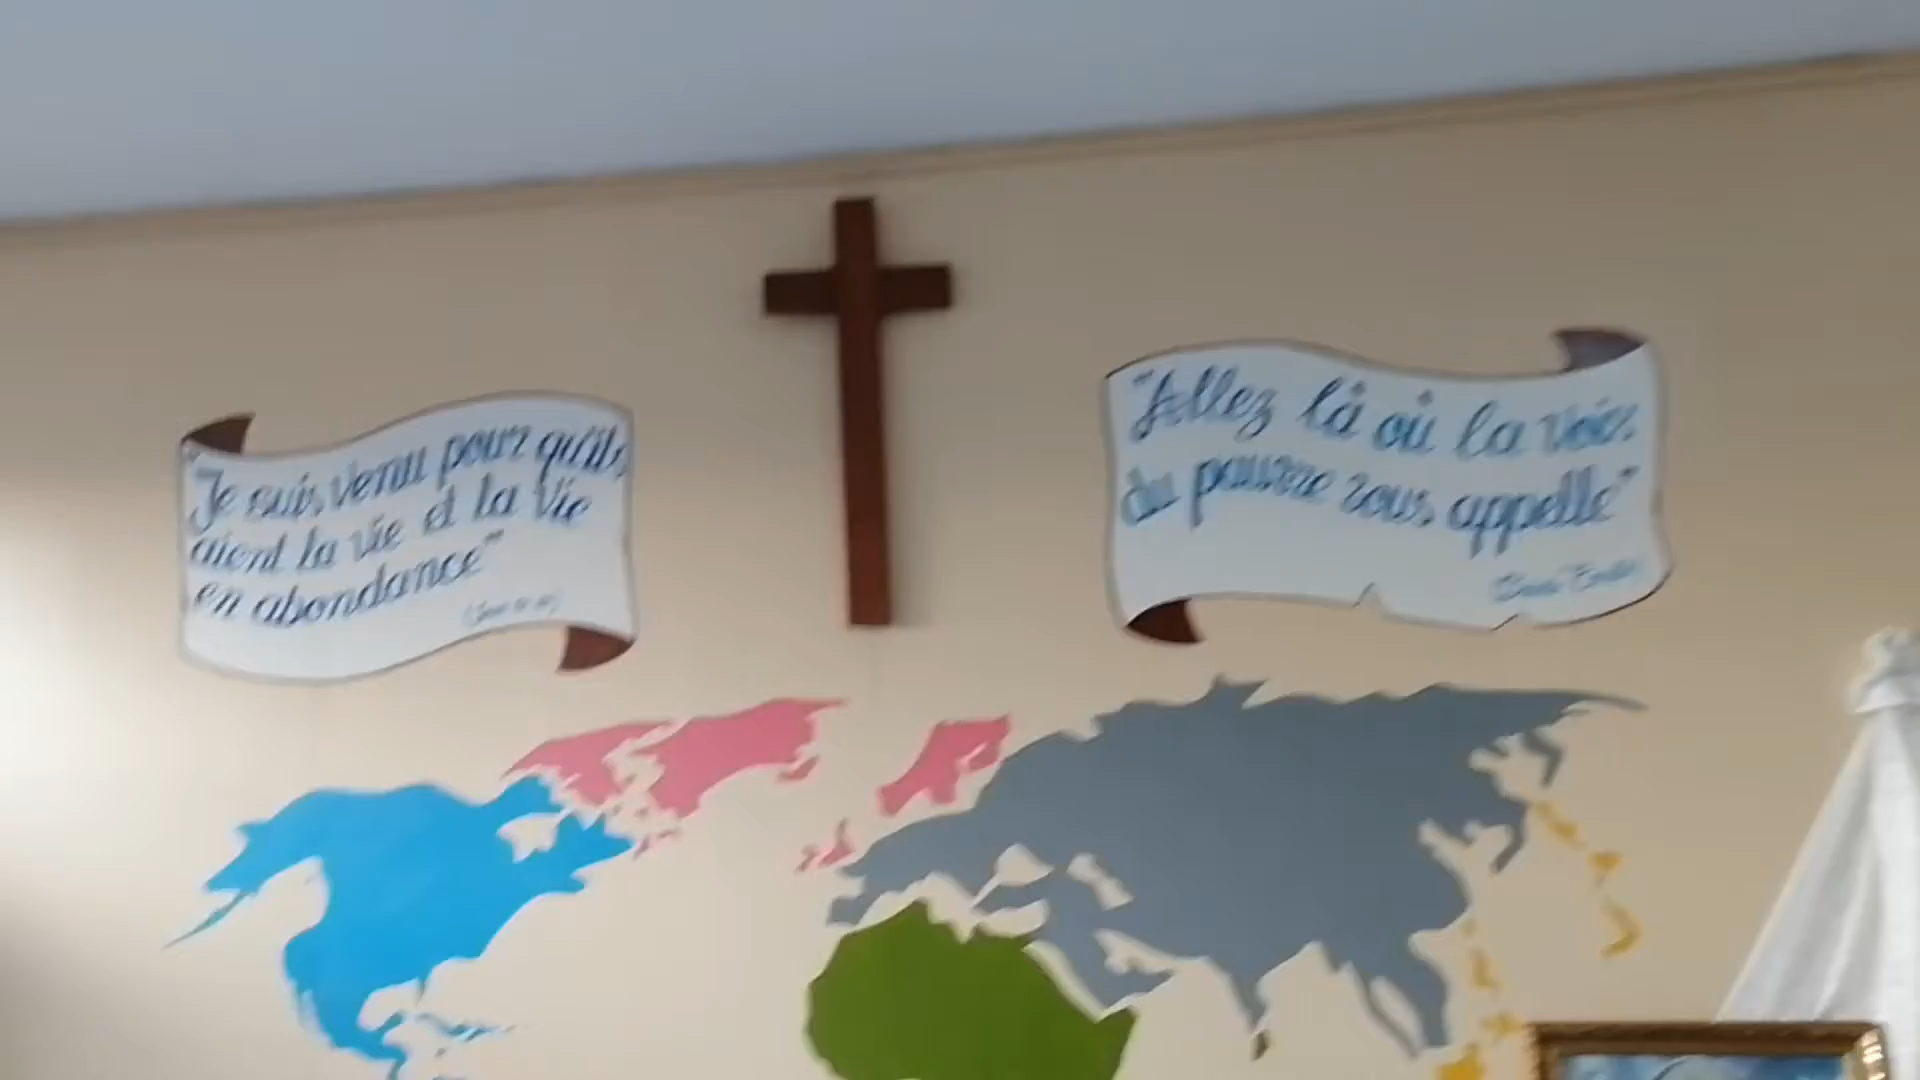 "Je suis venu pour qu'ils
aient la vie et la vie
en abondance"
"Allez là où la voix
du pauvre vous appelle"